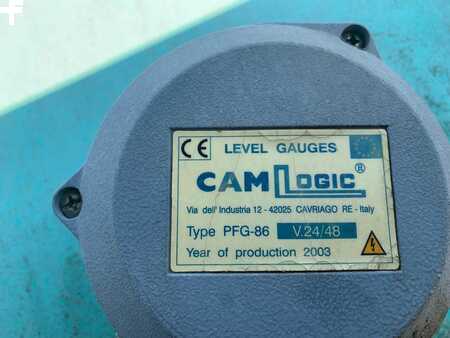 CE LEVEL GAUGES
CAMLOGIC®
Via dell'Industria 12 - 42025 CAVRIAGO RE - Italy
Type PFG-86 V.24/48
Year of production 2003